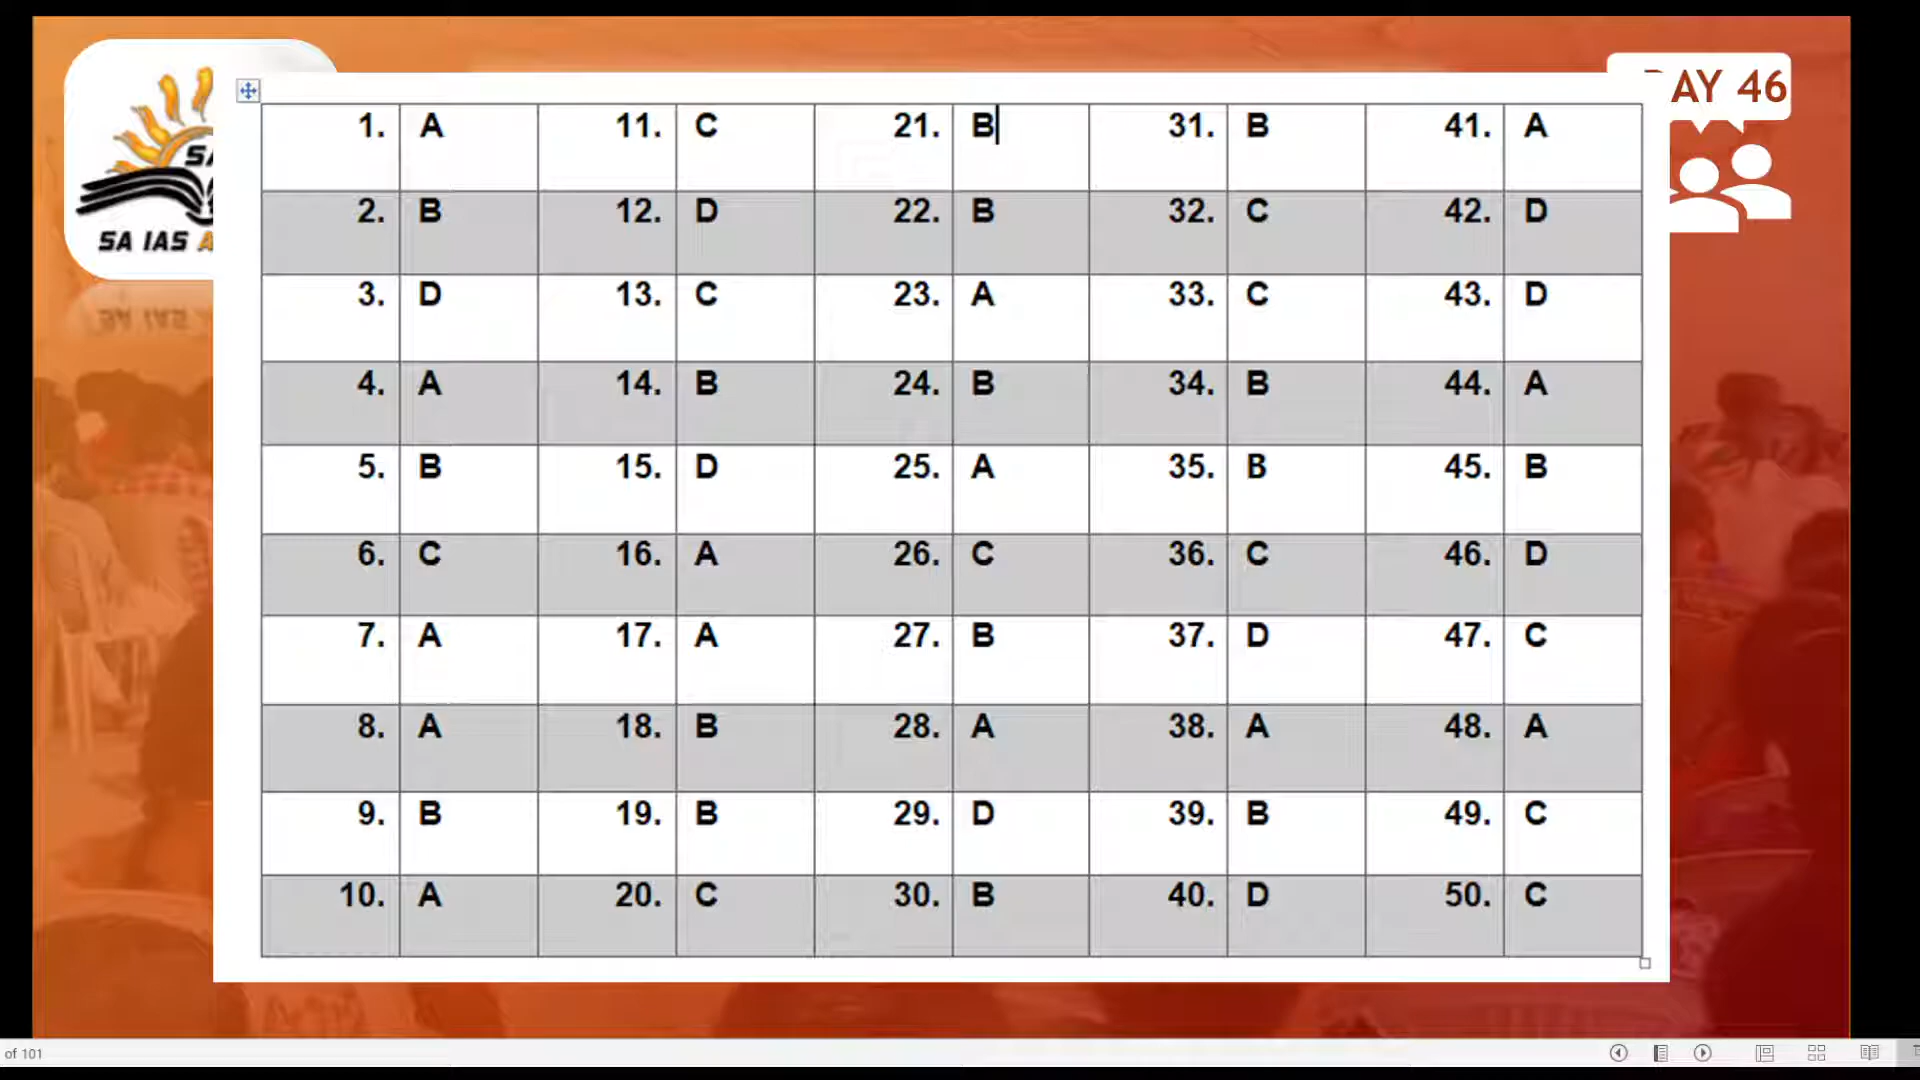 SA
SA IAS A
AY 46
1. A 11. C 21. B 31. B 41. A
2. B 12. D 22. B 32. C 42. D
3. D 13. C 23. A 33. C 43. D
4. A 14. B 24. B 34. B 44. A
5. B 15. D 25. A 35. B 45. B
6. C 16. A 26. C 36. C 46. D
7. A 17. A 27. B 37. D 47. C
8. A 18. B 28. A 38. A 48. A
9. B 19. B 29. D 39. B 49. C
10. A 20. C 30. B 40. D 50. C
of 101